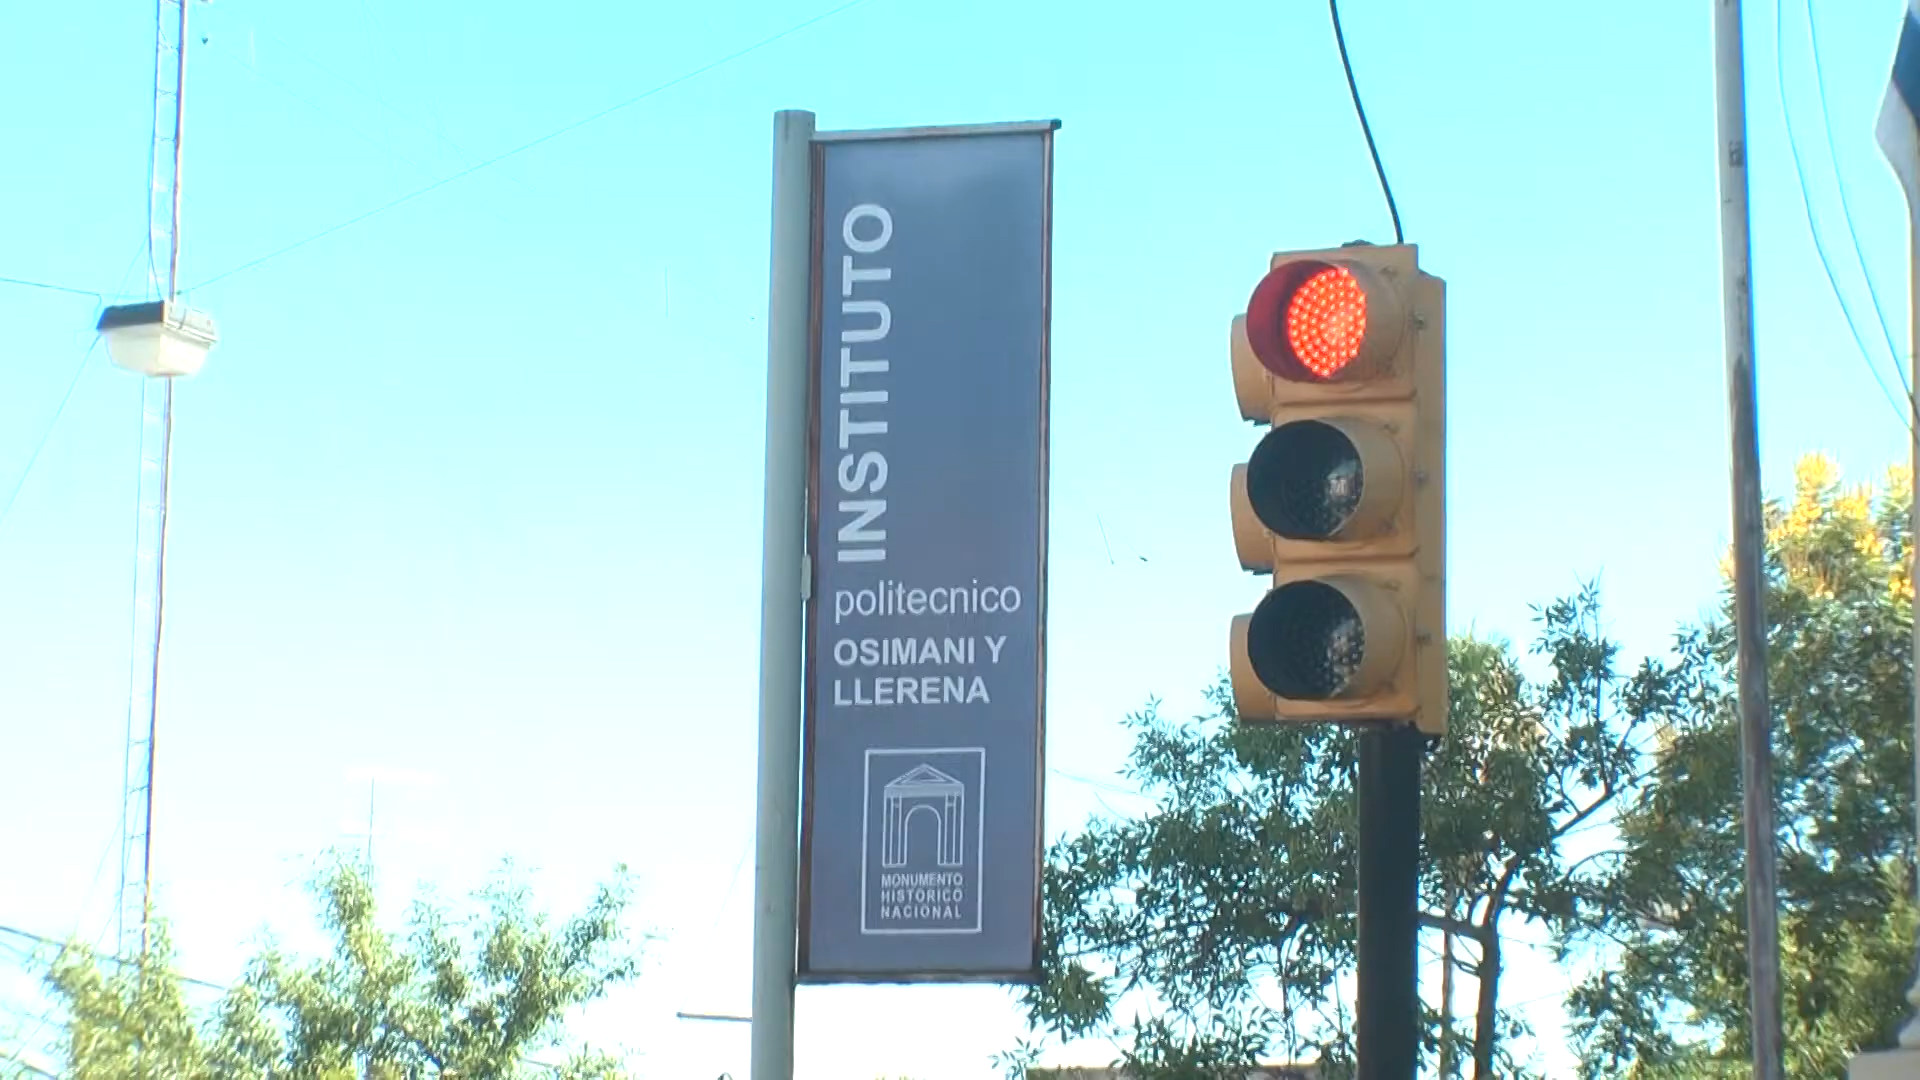 INSTITUTO
politecnico
OSIMANI Y
LLERENA
MONUMENTO
HISTORICO
NACIONAL